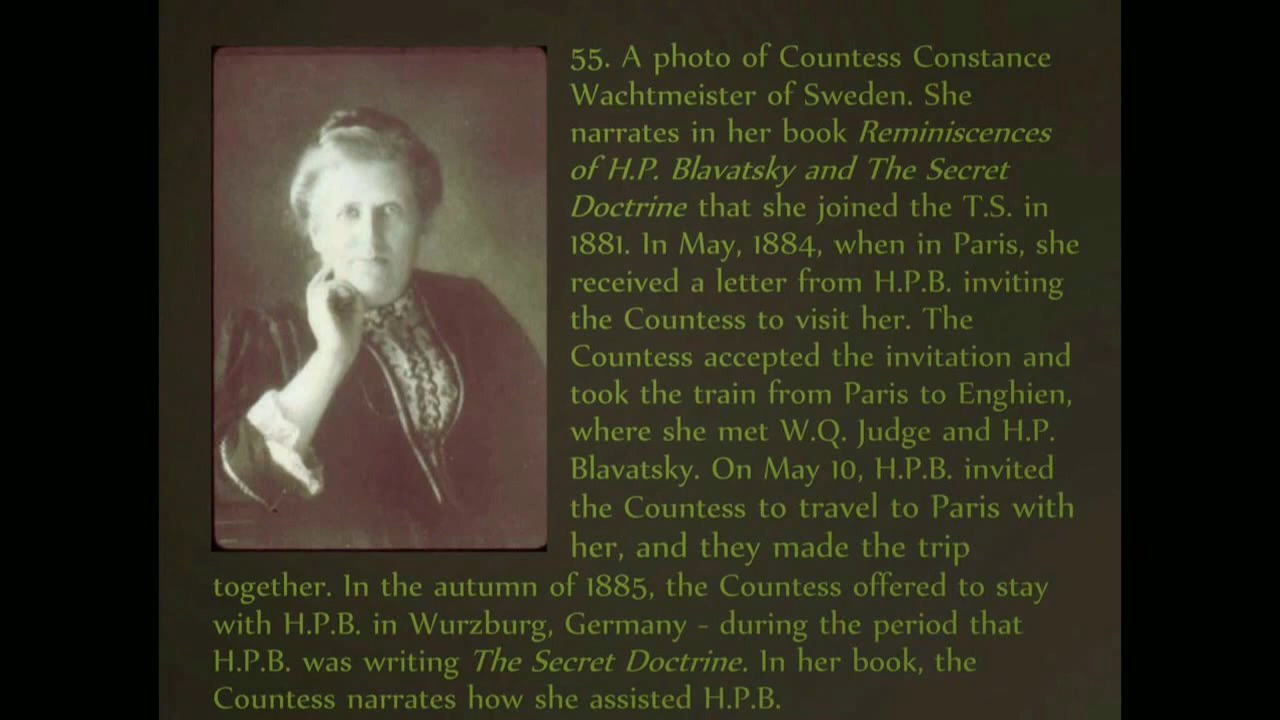 55. A photo of Countess Constance
Wachtmeister of Sweden. She
narrates in her book Reminiscences
of H.P. Blavatsky and The Secret
Doctrine that she joined the T.S. in
1881. In May, 1884, when in Paris, she
received a letter from H.P.B. inviting
the Countess to visit her. The
Countess accepted the invitation and
took the train from Paris to Enghien,
where she met W.Q. Judge and H.P.
Blavatsky. On May 10, H.P.B. invited
the Countess to travel to Paris with
her, and they made the trip
together. In the autumn of 1885, the Countess offered to stay
with H.P.B. in Wurzburg, Germany - during the period that
H.P.B. was writing The Secret Doctrine. In her book, the
Countess narrates how she assisted H.P.B.